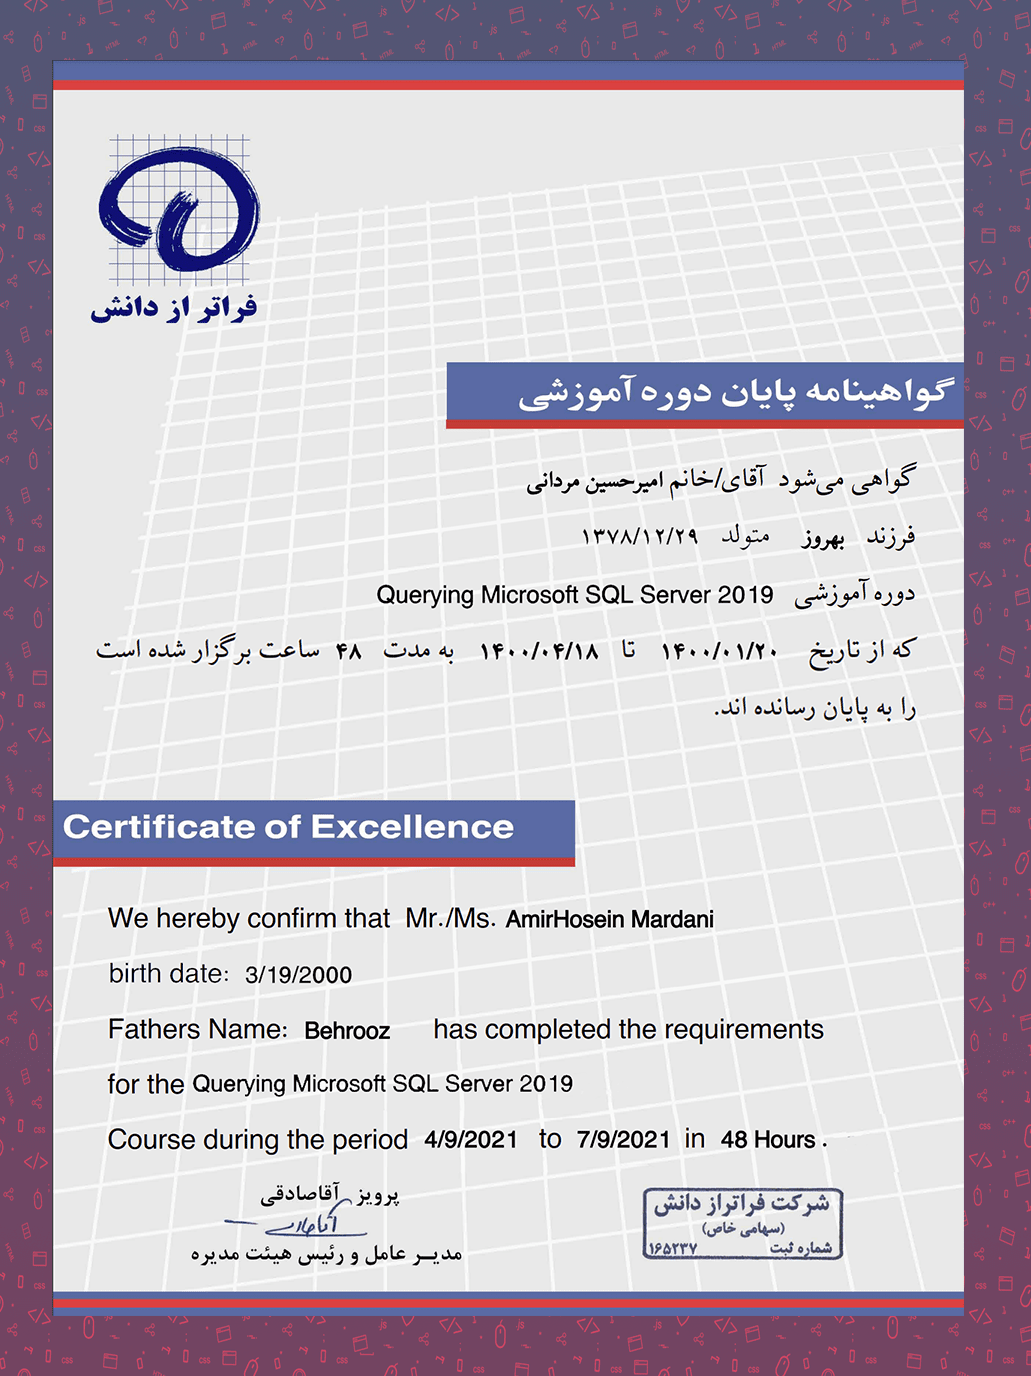 فراتر از دانش
گواهینامه پایان دوره آموزشی
گواهی می‌شود آقای/خانم امیرحسین مردانی
فرزند بهروز متولد ۱۳۷۸/۱۲/۲۹
دوره آموزشی Querying Microsoft SQL Server 2019
که از تاریخ ۱۴۰۰/۰۱/۲۰ تا ۱۴۰۰/۰۴/۱۸ به مدت ۴۸ ساعت برگزار شده است
را به پایان رسانده اند.
Certificate of Excellence
We hereby confirm that Mr./Ms. AmirHosein Mardani
birth date: 3/19/2000
Fathers Name: Behrooz has completed the requirements
for the Querying Microsoft SQL Server 2019
Course during the period 4/9/2021 to 7/9/2021 in 48 Hours .
پرویز آقاصادقی
مدیـر عامل و رئیس هیئت مدیره
شرکت فراتراز دانش
(سهامی خاص)
شماره ثبت ۱۶۵۲۳۷